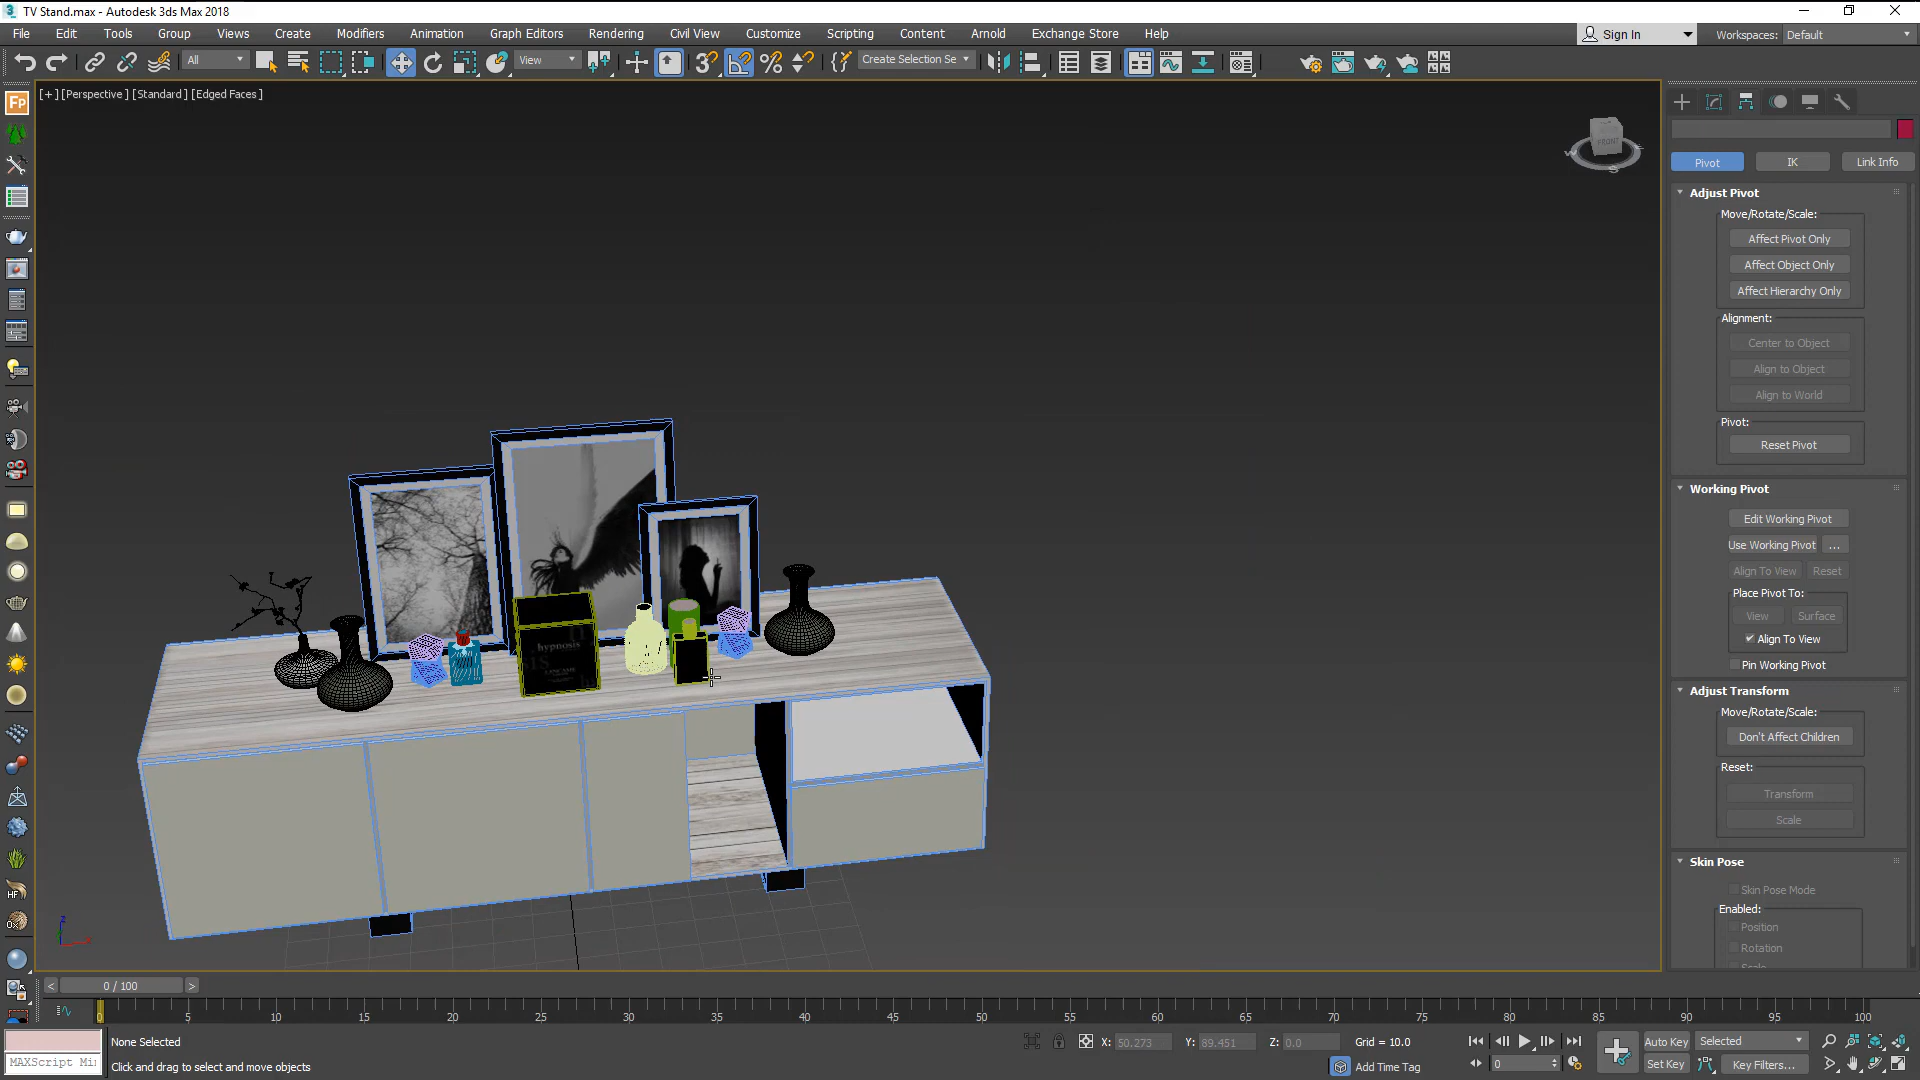 TV Stand.max - Autodesk 3ds Max 2018
File Edit Tools Group Views Create Modifiers Animation Graph Editors Rendering Civil View Customize Scripting Content Arnold Exchange Store Help
Sign In Workspaces: Default
All View Create Selection Se
[+] [Perspective] [Standard] [Edged Faces]
FRONT
W S
Pivot IK Link Info
Adjust Pivot
Move/Rotate/Scale:
Affect Pivot Only
Affect Object Only
Affect Hierarchy Only
Alignment:
Center to Object
Align to Object
Align to World
Pivot:
Reset Pivot
Working Pivot
Edit Working Pivot
Use Working Pivot ...
Align To View Reset
Place Pivot To:
View Surface
Align To View
Pin Working Pivot
Adjust Transform
Move/Rotate/Scale:
Don't Affect Children
Reset:
Transform
Scale
Skin Pose
Skin Pose Mode
Enabled:
Position
Rotation
hypnosis
< 0 / 100 >
0 5 10 15 20 25 30 35 40 45 50 55 60 65 70 75 80 85 90 95 100
None Selected X: 50.273 Y: 89.451 Z: 0.0 Grid = 10.0 Auto Key Selected
MAXScript Mi Click and drag to select and move objects Add Time Tag 0 Set Key Key Filters...